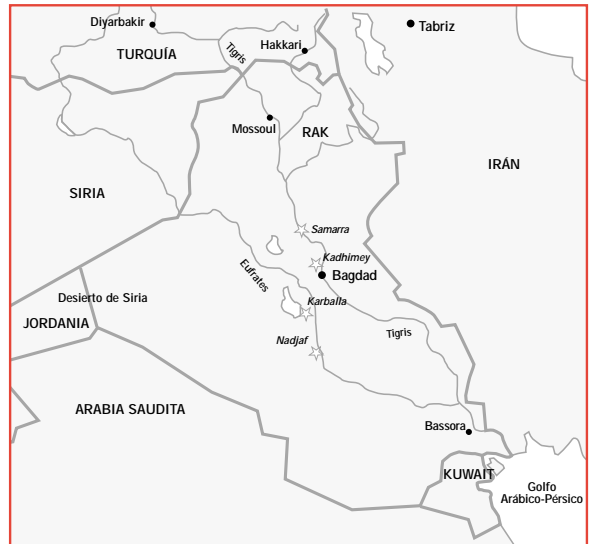 Diyarbakir
Tabriz
TURQUÍA
Tigris
Hakkari
Mossoul
RAK
IRÁN
SIRIA
Samarra
Kadhimey
Bagdad
Eufrates
Karballa
Desierto de Siria
JORDANIA
Nadjaf
Tigris
ARABIA SAUDITA
Bassora
KUWAIT
Golfo
Arábico-Pérsico